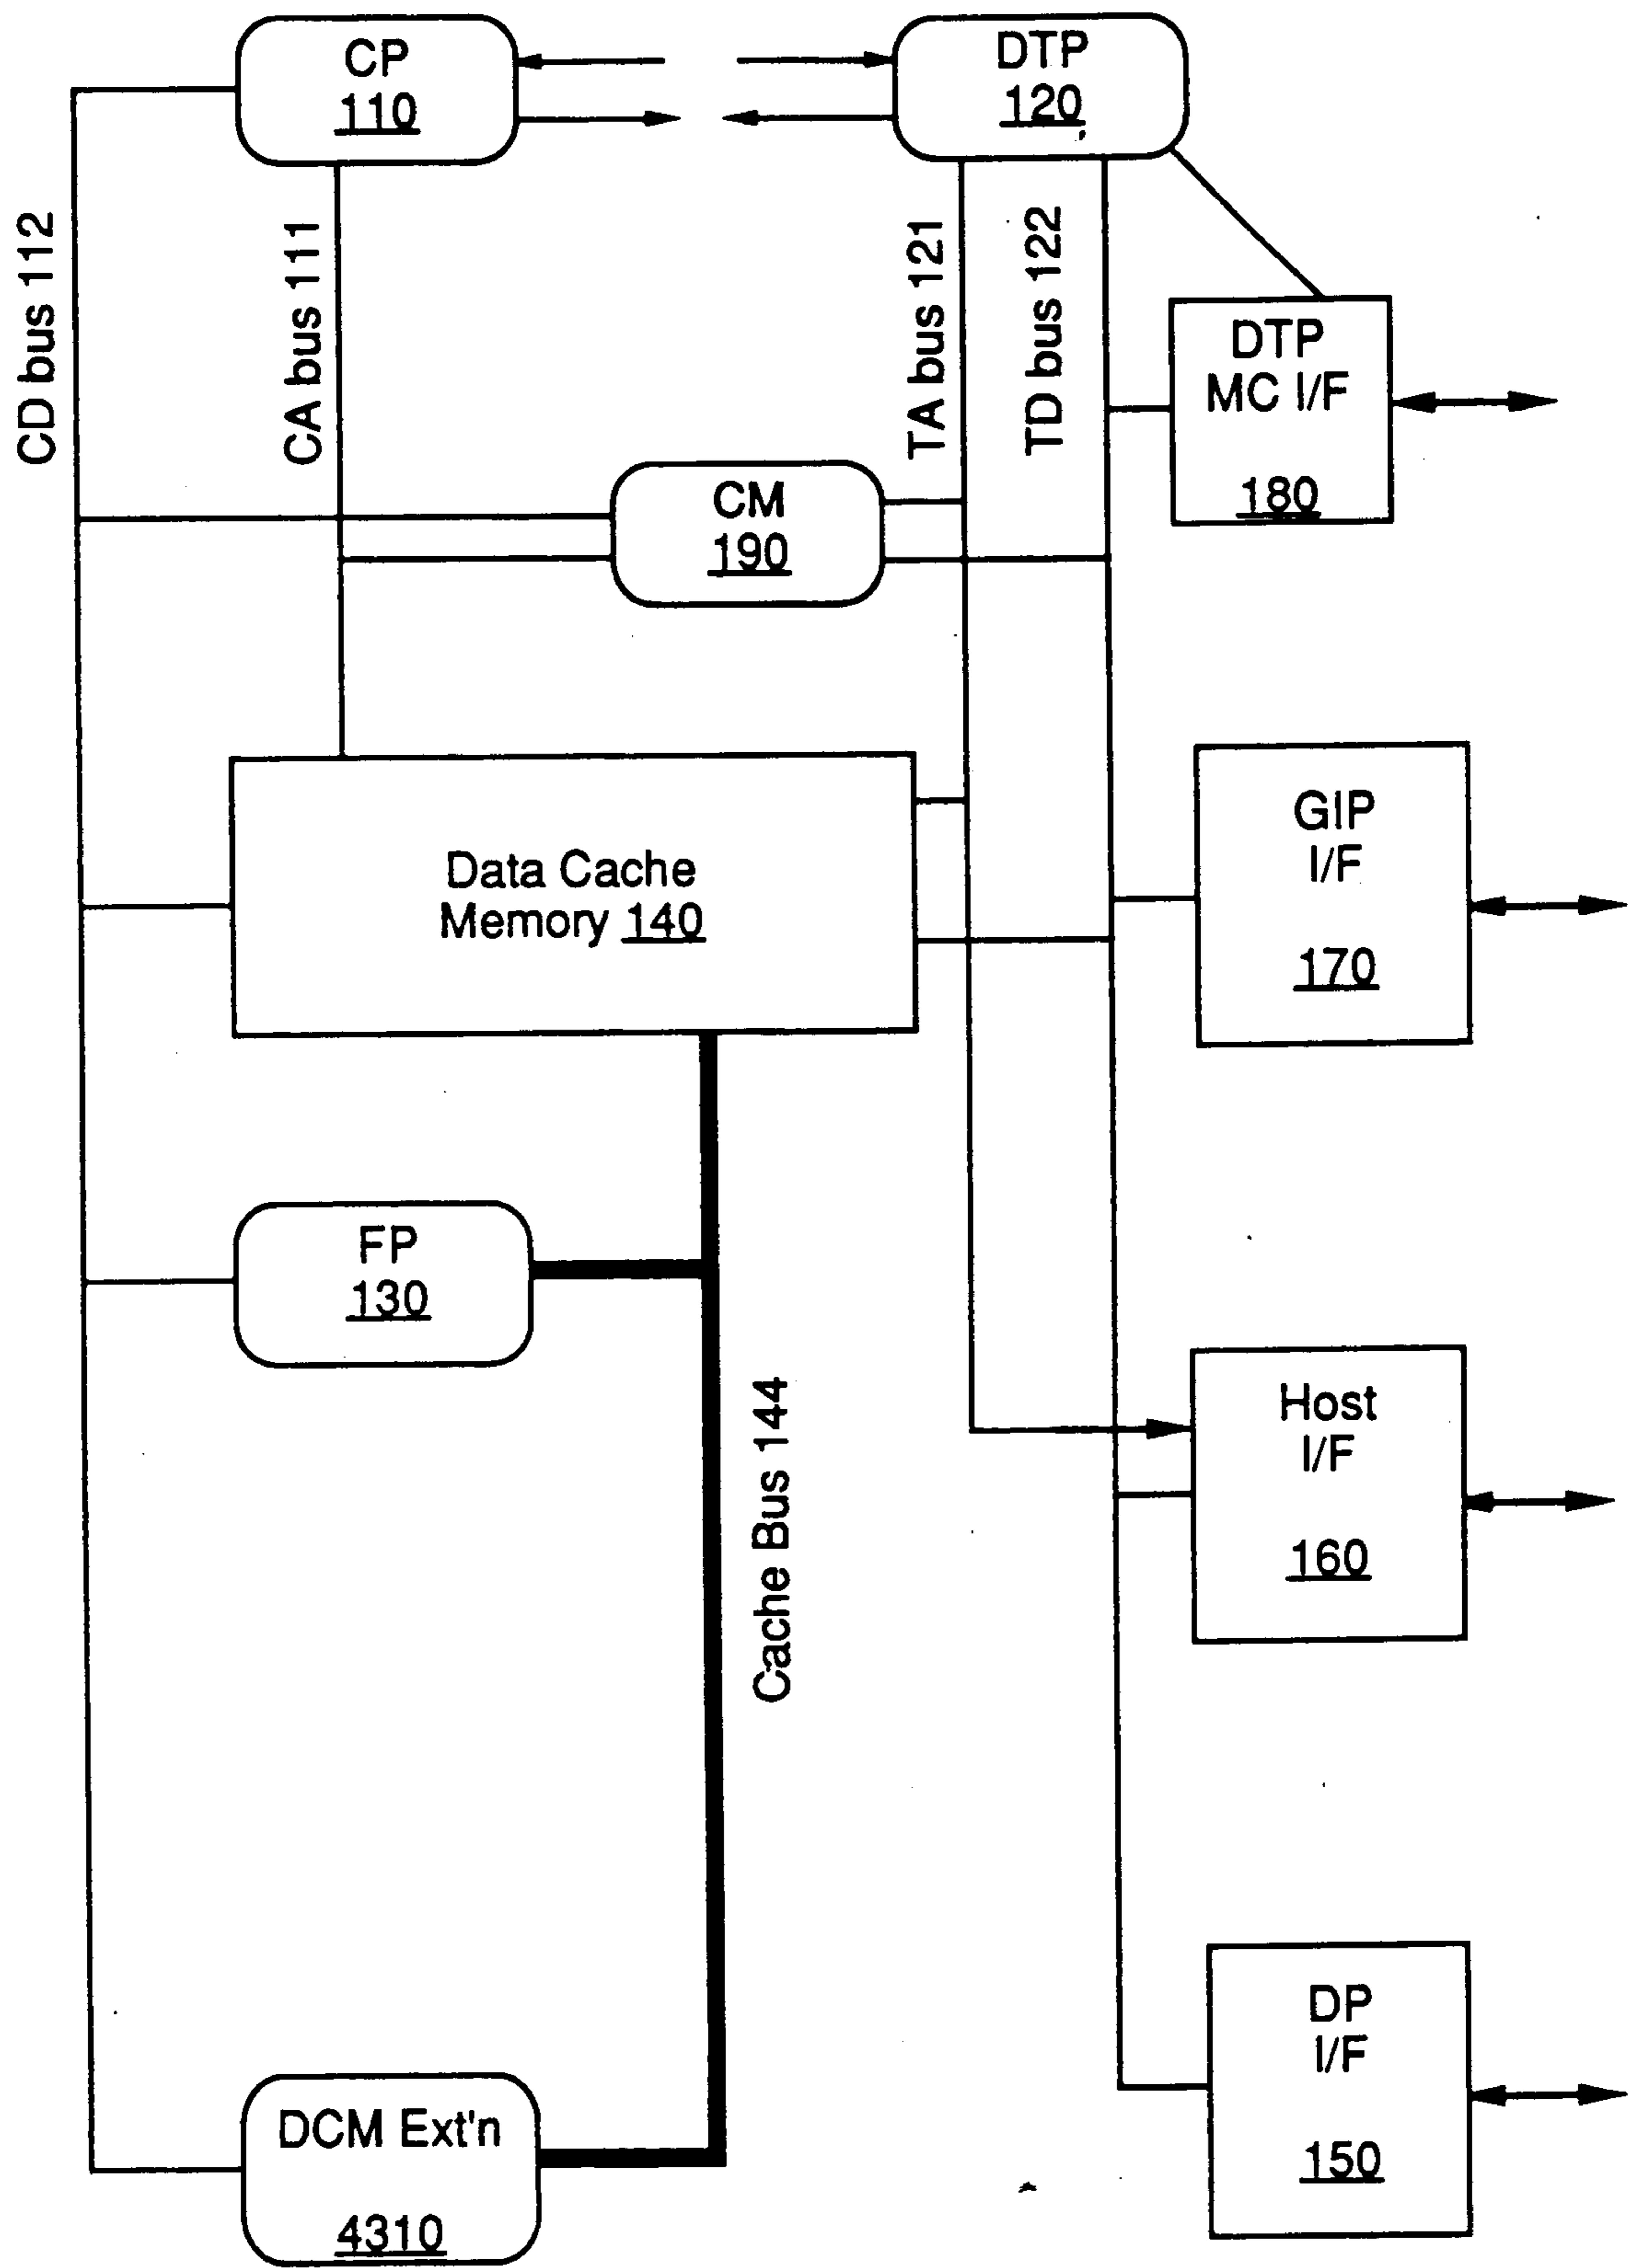 CP
110
DTP
120
CD bus 112
CA bus 111
TA bus 121
TD bus 122
DTP
MC I/F
180
CM
190
Data Cache
Memory 140
GIP
I/F
170
FP
130
Cache Bus 144
Host
I/F
160
DP
I/F
150
DCM Ext'n
4310